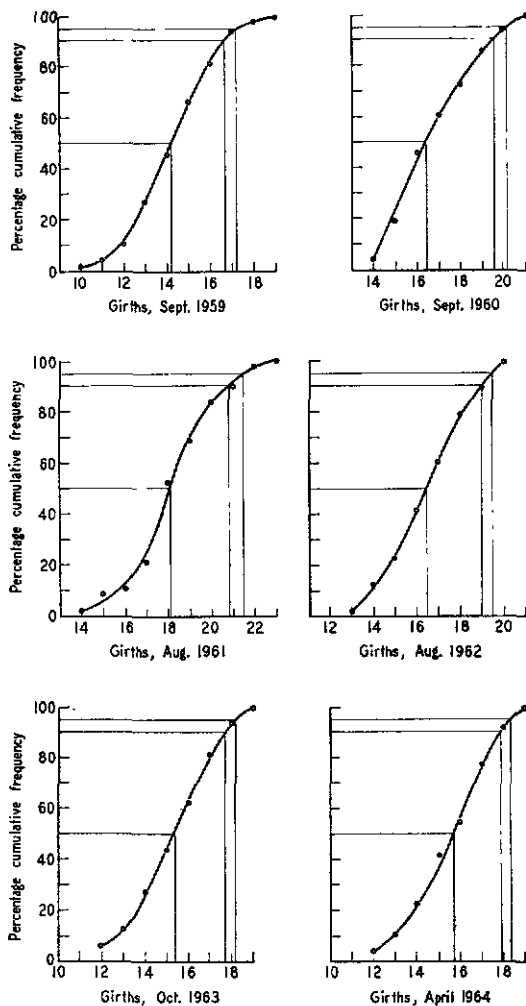 Percentage cumulative frequency
100
80
60
40
20
0
10 12 14 16 18
Girths, Sept. 1959
14 16 18 20
Girths, Sept. 1960
Percentage cumulative frequency
100
80
60
40
20
0
14 16 18 20 22
Girths, Aug. 1961
12 14 16 18 20
Girths, Aug. 1962
Percentage cumulative frequency
100
80
60
40
20
0
10 12 14 16 18
Girths, Oct. 1963
10 12 14 16 18
Girths, April 1964